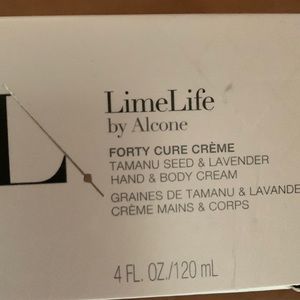 L
LimeLife
by Alcone
FORTY CURE CRÈME
TAMANU SEED & LAVENDER
HAND & BODY CREAM
GRAINES DE TAMANU & LAVANDE
CRÈME MAINS & CORPS
4 FL. OZ./120 mL